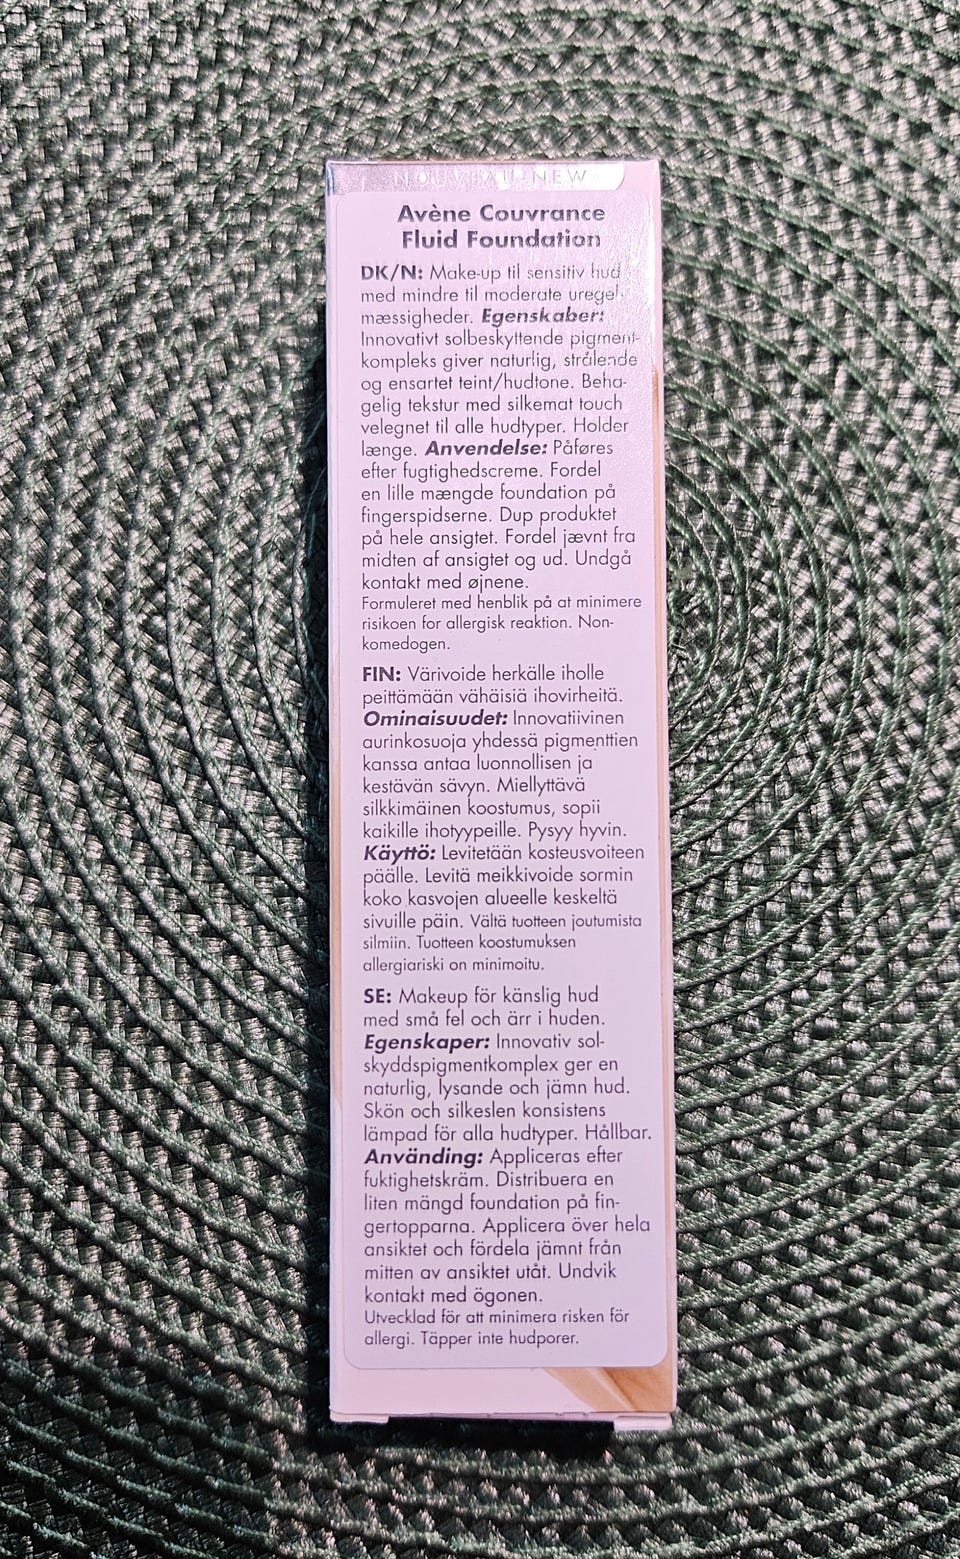 NOUVEAU-NEW
Avène Couvrance
Fluid Foundation
DK/N: Make-up til sensitiv hud
med mindre til moderate uregel-
mæssigheder. Egenskaber:
Innovativt solbeskyttende pigment-
kompleks giver naturlig, strålende
og ensartet teint/hudtone. Beha-
gelig tekstur med silkemat touch
velegnet til alle hudtyper. Holder
længe. Anvendelse: Påføres
efter fugtighedscreme. Fordel
en lille mængde foundation på
fingerspidserne. Dup produktet
på hele ansigtet. Fordel jævnt fra
midten af ansigtet og ud. Undgå
kontakt med øjnene.
Formuleret med henblik på at minimere
risikoen for allergisk reaktion. Non-
komedogen.
FIN: Värivoide herkälle iholle
peittämään vähäisiä ihovirheitä.
Ominaisuudet: Innovatiivinen
aurinkosuoja yhdessä pigmenttien
kanssa antaa luonnollisen ja
kestävän sävyn. Miellyttävä
silkkimäinen koostumus, sopii
kaikille ihotyypeille. Pysyy hyvin.
Käyttö: Levitetään kosteusvoiteen
päälle. Levitä meikkivoide sormin
koko kasvojen alueelle keskeltä
sivuille päin. Vältä tuotteen joutumista
silmiin. Tuotteen koostumuksen
allergiariski on minimoitu.
SE: Makeup för känslig hud
med små fel och ärr i huden.
Egenskaper: Innovativ sol-
skyddspigmentkomplex ger en
naturlig, lysande och jämn hud.
Skön och silkeslen konsistens
lämpad för alla hudtyper. Hållbar.
Användning: Appliceras efter
fuktighetskräm. Distribuera en
liten mängd foundation på fin-
gertopparna. Applicera över hela
ansiktet och fördela jämnt från
mitten av ansiktet utåt. Undvik
kontakt med ögonen.
Utvecklad för att minimera risken för
allergi. Täpper inte hudporer.